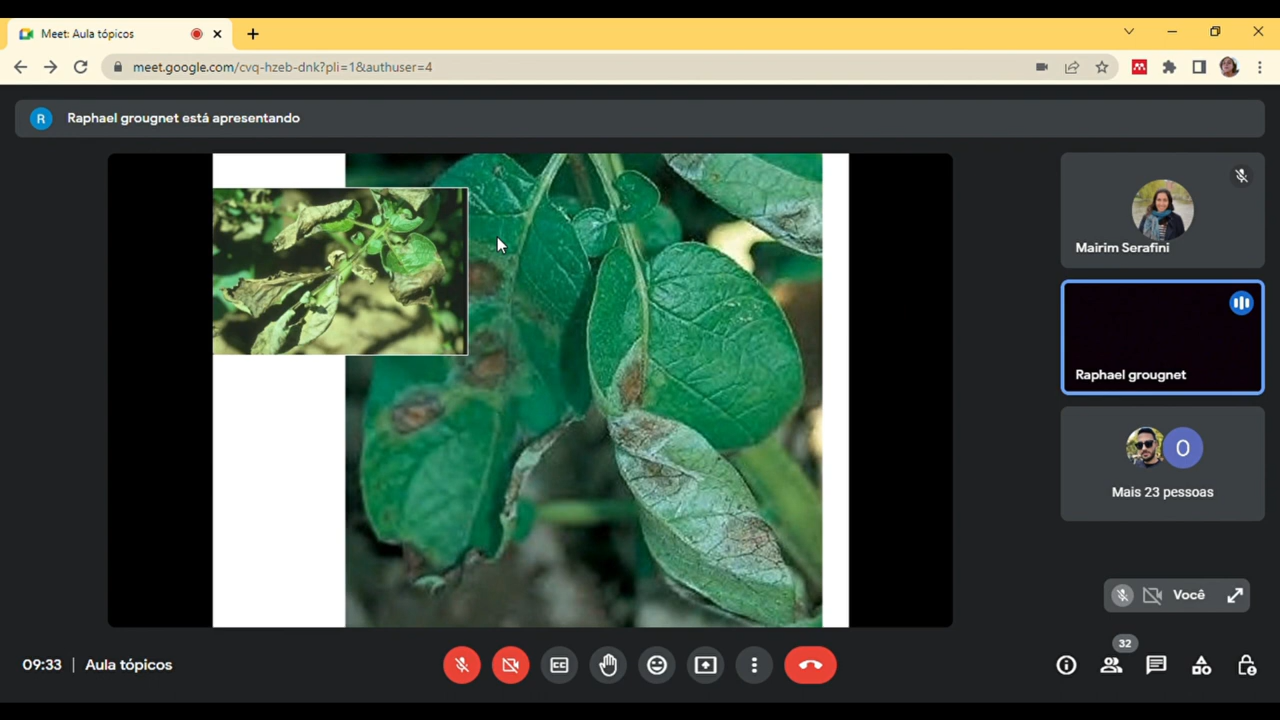 Meet: Aula tópicos
meet.google.com/cvq-hzeb-dnk?pli=1&authuser=4
R
Raphael grougnet está apresentando
Mairim Serafini
Raphael grougnet
O
Mais 23 pessoas
Você
09:33 | Aula tópicos
CC
32